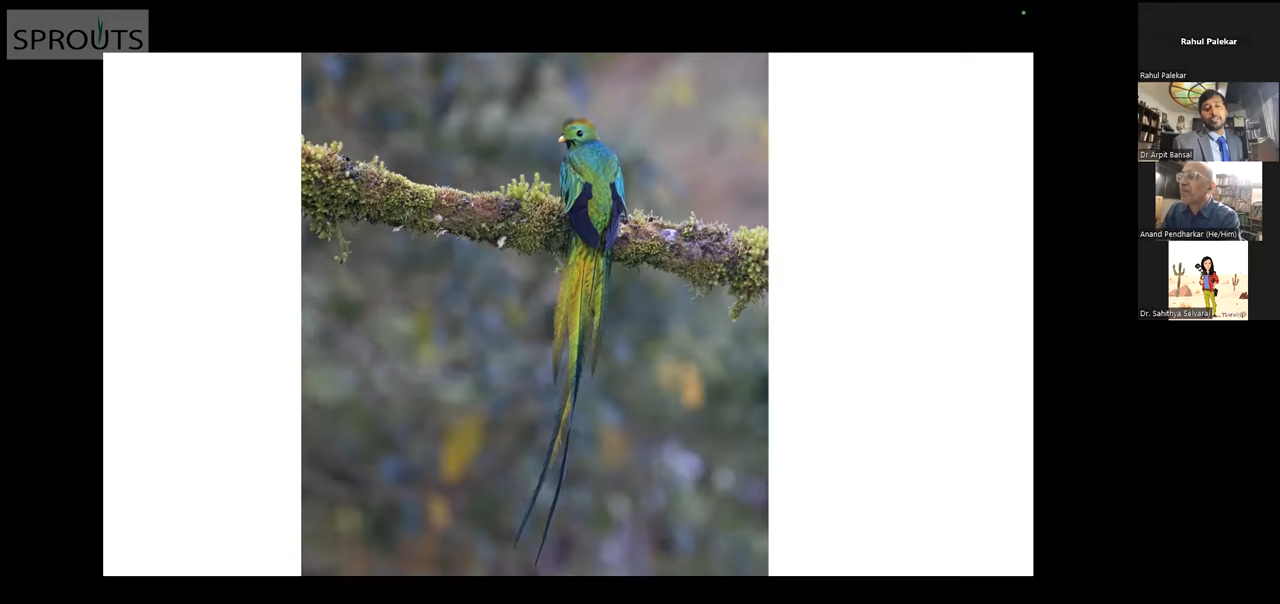 SPROUTS
Rahul Palekar
Rahul Palekar
Dr Arpit Bansal
Anand Pendharkar (He/Him)
Dr. Sahithya Selvaraj